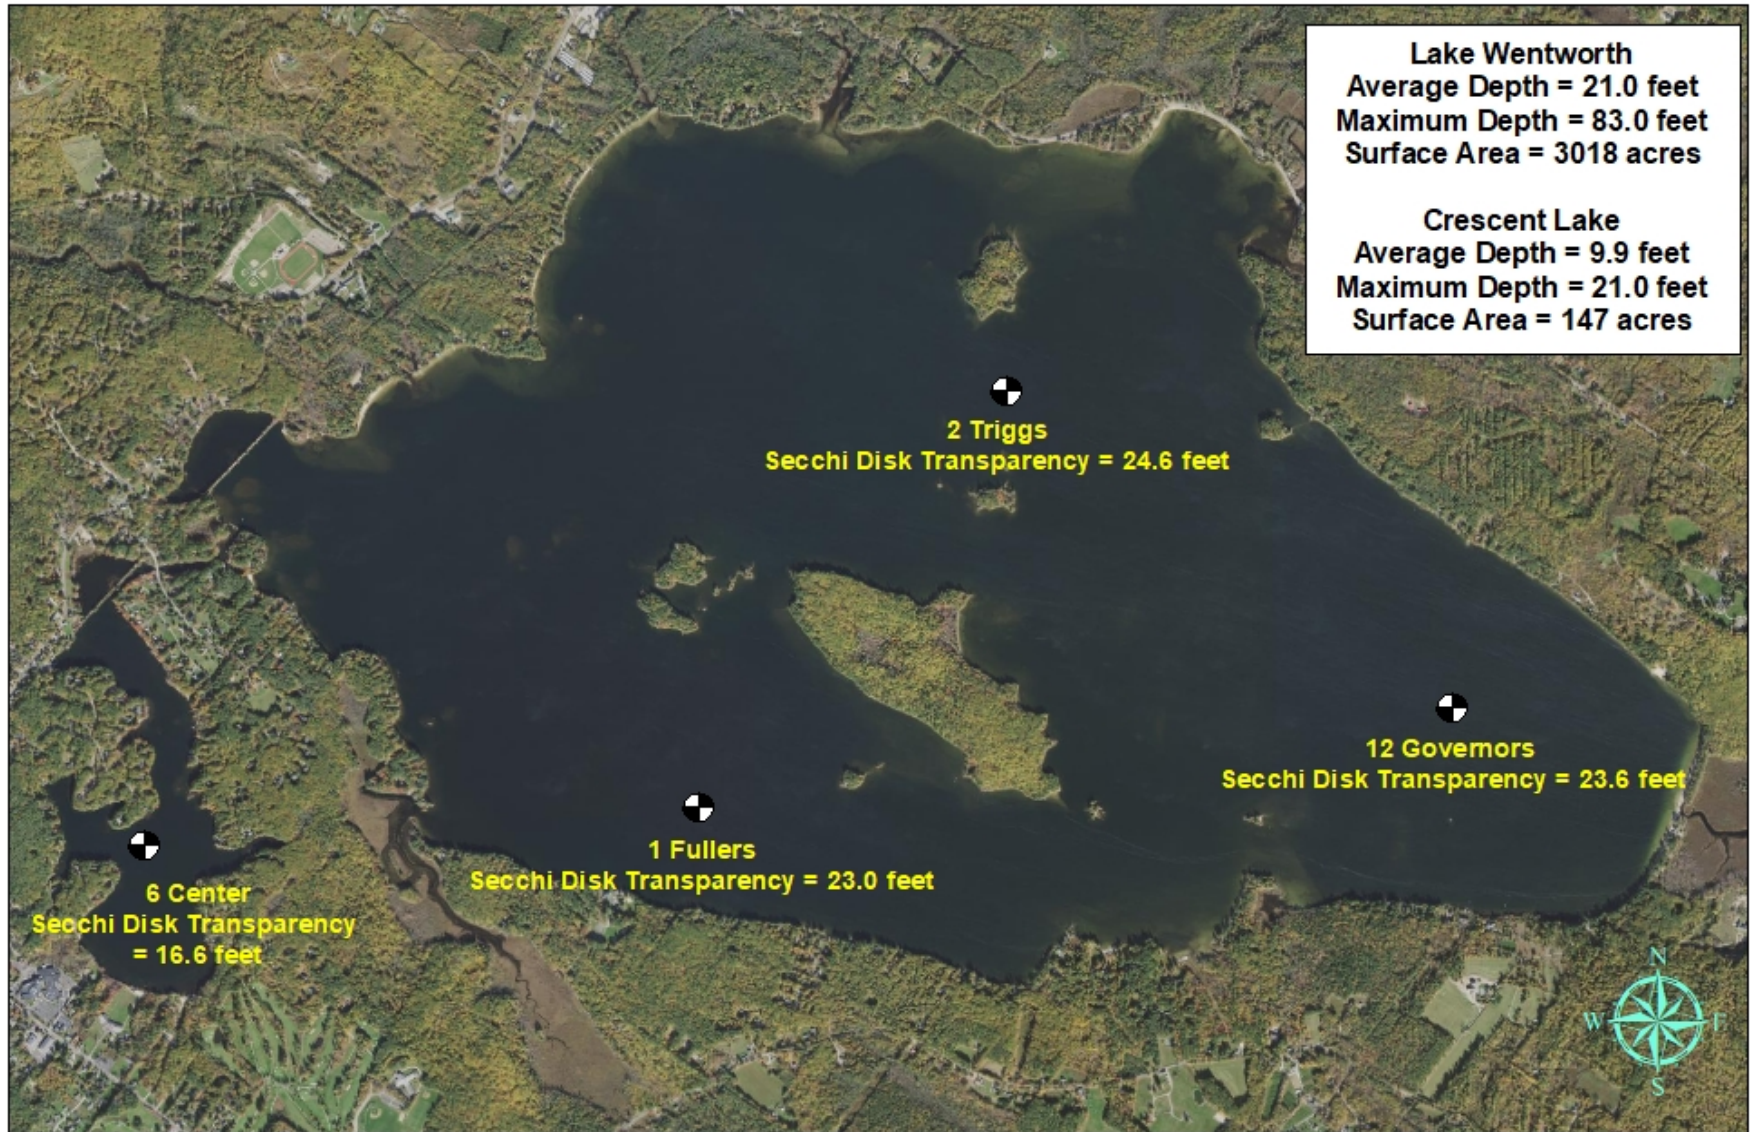 Lake Wentworth
Average Depth = 21.0 feet
Maximum Depth = 83.0 feet
Surface Area = 3018 acres
Crescent Lake
Average Depth = 9.9 feet
Maximum Depth = 21.0 feet
Surface Area = 147 acres
2 Triggs
Secchi Disk Transparency = 24.6 feet
12 Governors
Secchi Disk Transparency = 23.6 feet
1 Fullers
Secchi Disk Transparency = 23.0 feet
6 Center
Secchi Disk Transparency
= 16.6 feet
N
W E
S